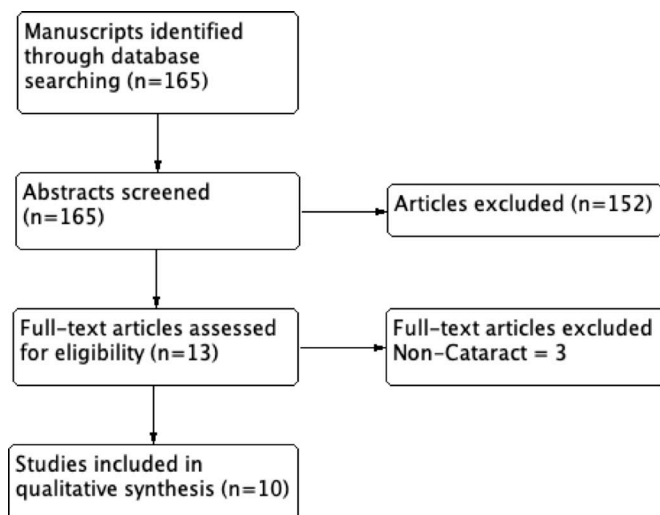 Manuscripts identified
through database
searching (n=165)
Abstracts screened
(n=165)
Articles excluded (n=152)
Full-text articles assessed
for eligibility (n=13)
Full-text articles excluded
Non-Cataract = 3
Studies included in
qualitative synthesis (n=10)